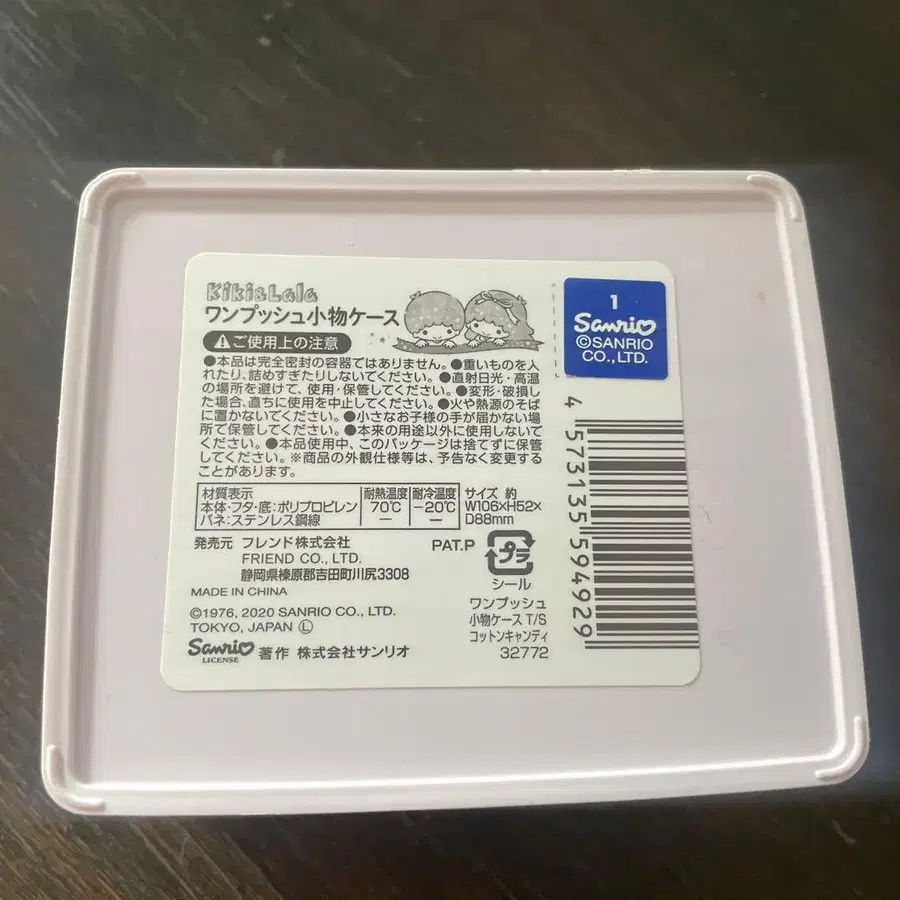 Kiki&Lala
ワンプッシュ小物ケース
ご使用上の注意
●本品は完全密封の容器ではありません。●重いものを入
れたり、詰めすぎたりしないでください。●直射日光・高温
の場所を避けて、使用・保管してください。●変形・破損し
た場合、直ちに使用を中止してください。●火や熱源のそば
に置かないでください。●小さなお子様の手が届かない場
所で保管してください。●本来の用途以外に使用しないで
ください。●本品使用中、このパッケージは捨てずに保管
してください。※商品の外観仕様等は、予告なく変更する
ことがあります。
材質表示 耐熱温度 耐冷温度
本体・フタ・底：ポリプロピレン 70℃ −20℃
バネ：ステンレス鋼線 － －
サイズ 約
W106×H52×
D88mm
発売元 フレンド株式会社
FRIEND CO., LTD.
静岡県榛原郡吉田町川尻3308
MADE IN CHINA
©1976, 2020 SANRIO CO., LTD.
TOKYO, JAPAN Ⓛ
Sanrio
LICENSE
著作 株式会社サンリオ
PAT.P
プラ
シール
ワンプッシュ
小物ケース T/S
コットンキャンディ
32772
1
Sanrio
©SANRIO
CO.,LTD.
4 573135 594929